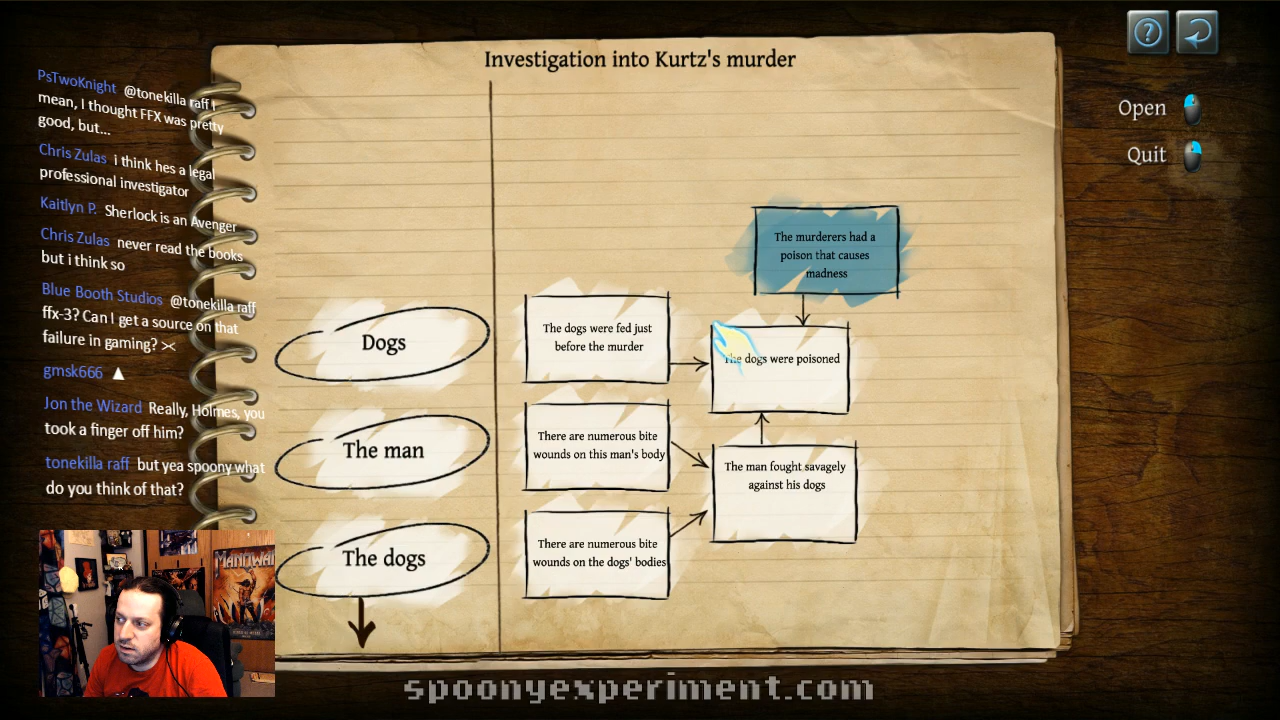 Investigation into Kurtz's murder
Open
Quit
PsTwoKnight @tonekilla raff I
mean, I thought FFX was pretty
good, but...
Chris Zulas i think hes a legal
professional investigator
Kaitlyn P. Sherlock is an Avenger
Chris Zulas never read the books
but i think so
Blue Booth Studios @tonekilla raff
ffx-3? Can I get a source on that
failure in gaming? ><
gmsk666 ▲
Jon the Wizard Really, Holmes, you
took a finger off him?
tonekilla raff but yea spoony what
do you think of that?
Dogs
The man
The dogs
The murderers had a
poison that causes
madness
The dogs were fed just
before the murder
The dogs were poisoned
There are numerous bite
wounds on this man's body
The man fought savagely
against his dogs
There are numerous bite
wounds on the dogs' bodies
MANOWAR
spoonyexperiment.com